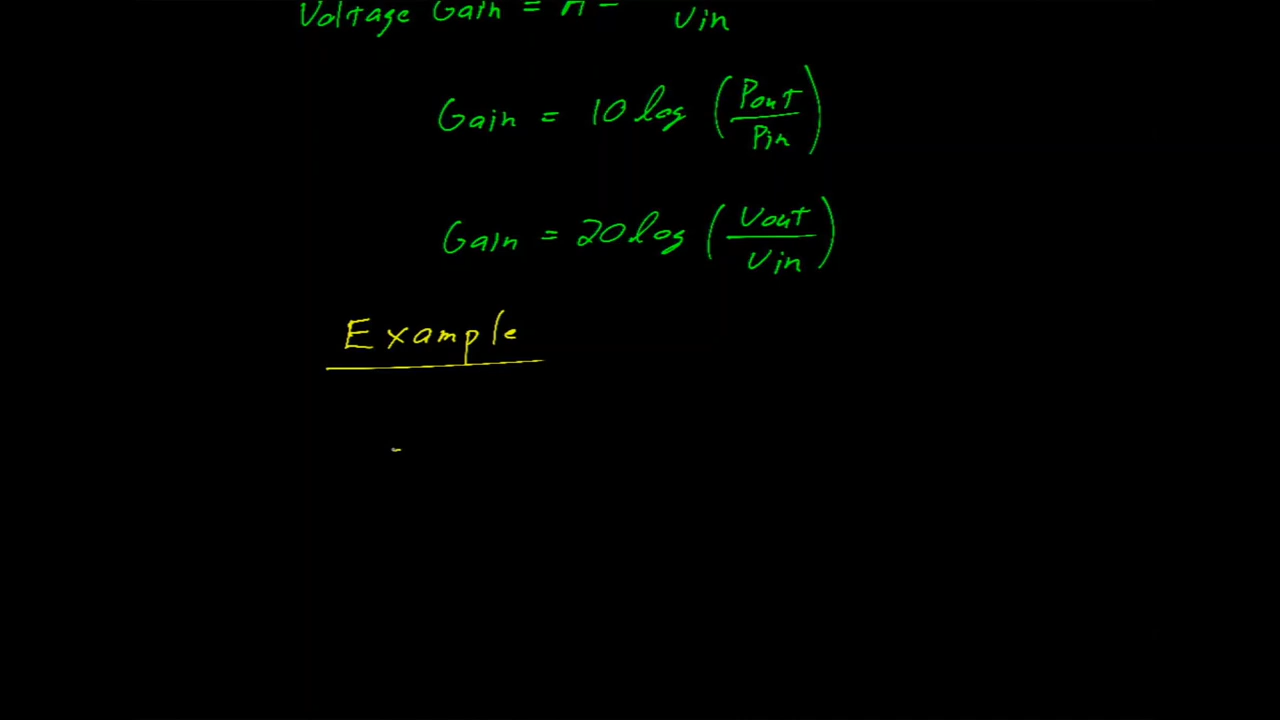 Voltage Gain = A = Vin
Gain = 10 log (Pout/Pin)
Gain = 20 log (Vout/Vin)
Example